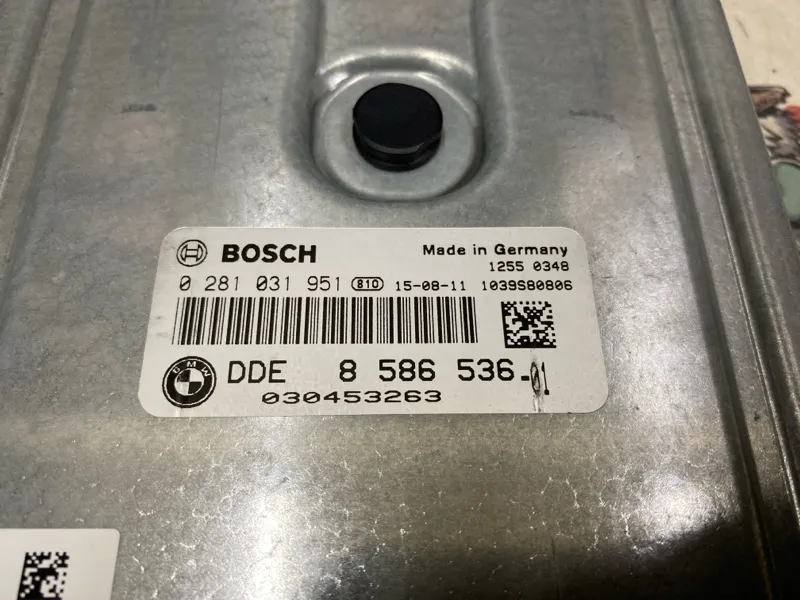 BOSCH Made in Germany
1255 0348
0 281 031 951 810 15-08-11 1039S80806
BMW DDE 8 586 536.01
030453263